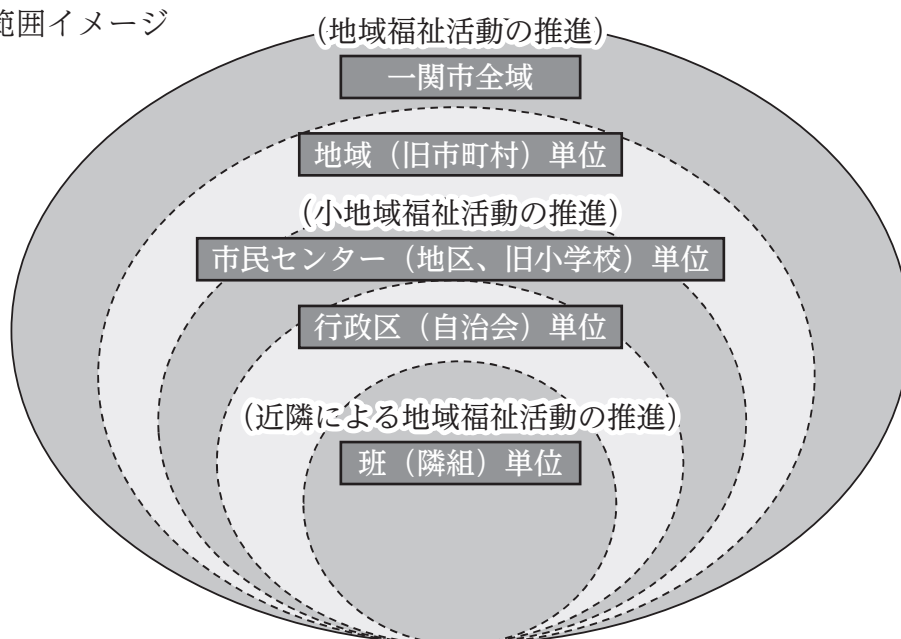 範囲イメージ
(地域福祉活動の推進)
一関市全域
地域（旧市町村）単位
(小地域福祉活動の推進)
市民センター（地区、旧小学校）単位
行政区（自治会）単位
(近隣による地域福祉活動の推進)
班（隣組）単位